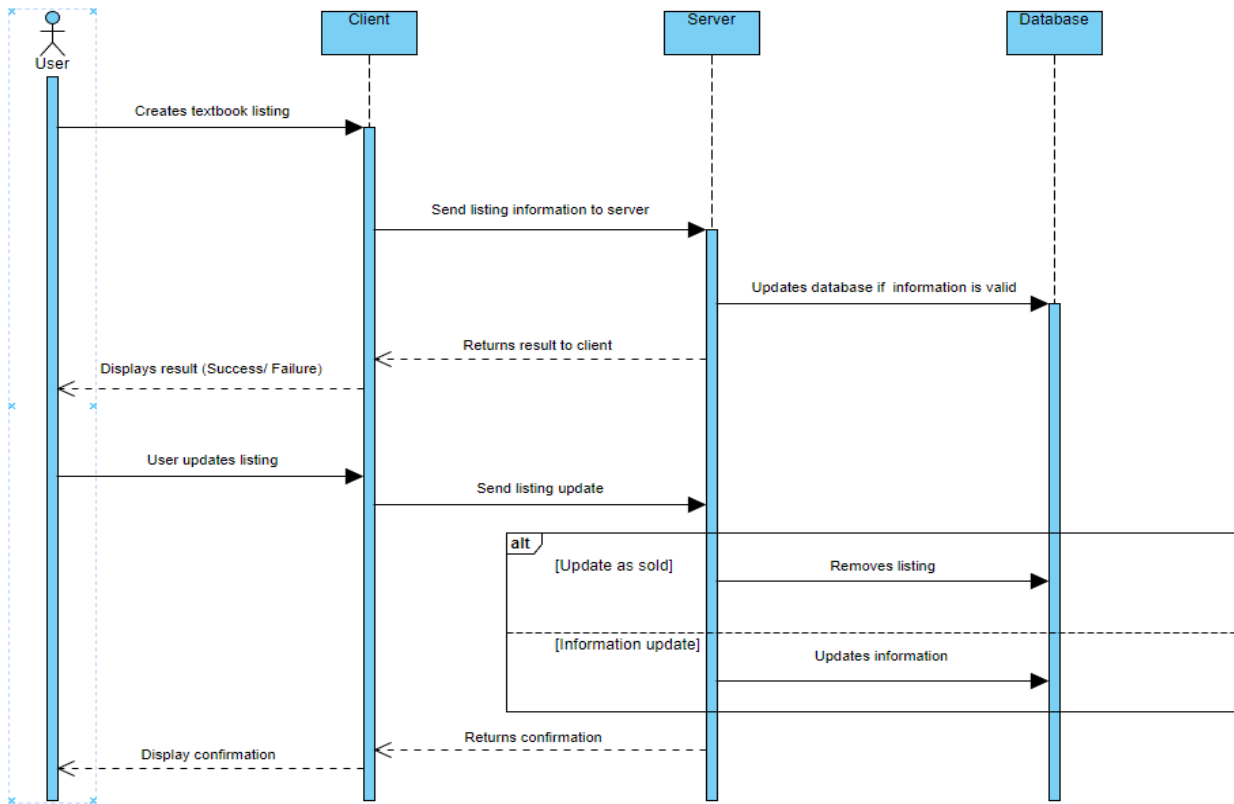 Client
Server
Database
User
Creates textbook listing
Send listing information to server
Updates database if information is valid
Returns result to client
Displays result (Success/ Failure)
User updates listing
Send listing update
alt
[Update as sold]
Removes listing
[Information update]
Updates information
Returns confirmation
Display confirmation